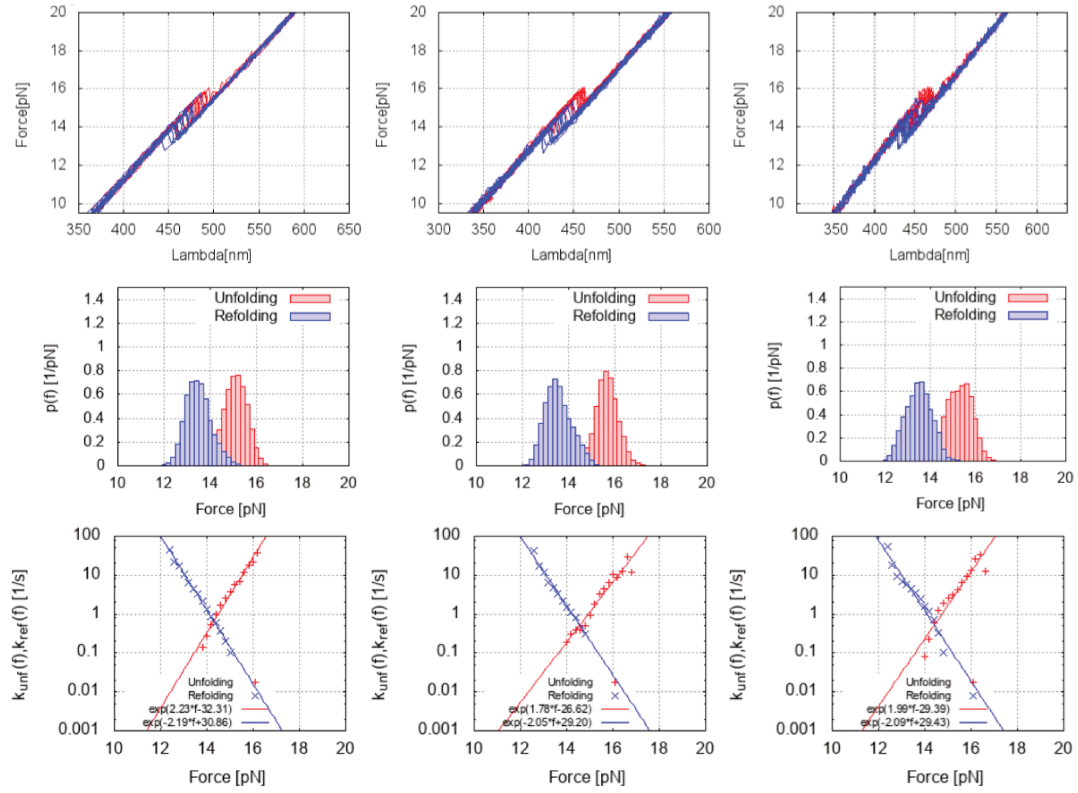 20
18
16
14
12
10
Force[pN]
350 400 450 500 550 600 650
Lambda[nm]
20
18
16
14
12
10
Force[pN]
300 350 400 450 500 550 600
Lambda[nm]
20
18
16
14
12
10
Force[pN]
350 400 450 500 550 600
Lambda[nm]
1.4
1.2
1
0.8
0.6
0.4
0.2
0
p(f) [1/pN]
Unfolding
Refolding
10 12 14 16 18 20
Force [pN]
1.4
1.2
1
0.8
0.6
0.4
0.2
0
p(f) [1/pN]
Unfolding
Refolding
10 12 14 16 18 20
Force [pN]
1.4
1.2
1
0.8
0.6
0.4
0.2
0
p(f) [1/pN]
Unfolding
Refolding
10 12 14 16 18 20
Force [pN]
100
10
1
0.1
0.01
0.001
kunf(f),kref(f) [1/s]
Unfolding
Refolding
exp(2.23*f-32.31)
exp(-2.19*f+30.86)
10 12 14 16 18 20
Force [pN]
100
10
1
0.1
0.01
0.001
kunf(f),kref(f) [1/s]
Unfolding
Refolding
exp(1.78*f-26.62)
exp(-2.05*f+29.20)
10 12 14 16 18 20
Force [pN]
100
10
1
0.1
0.01
0.001
kunf(f),kref(f) [1/s]
Unfolding
Refolding
exp(1.99*f-29.39)
exp(-2.09*f+29.43)
10 12 14 16 18 20
Force [pN]